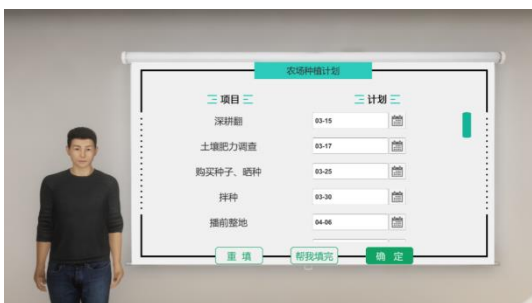 农场种植计划
项目 计划
深耕翻 03-15
土壤肥力调查 03-17
购买种子、晒种 03-25
拌种 03-30
播前整地 04-06
重填 帮我填完 确定